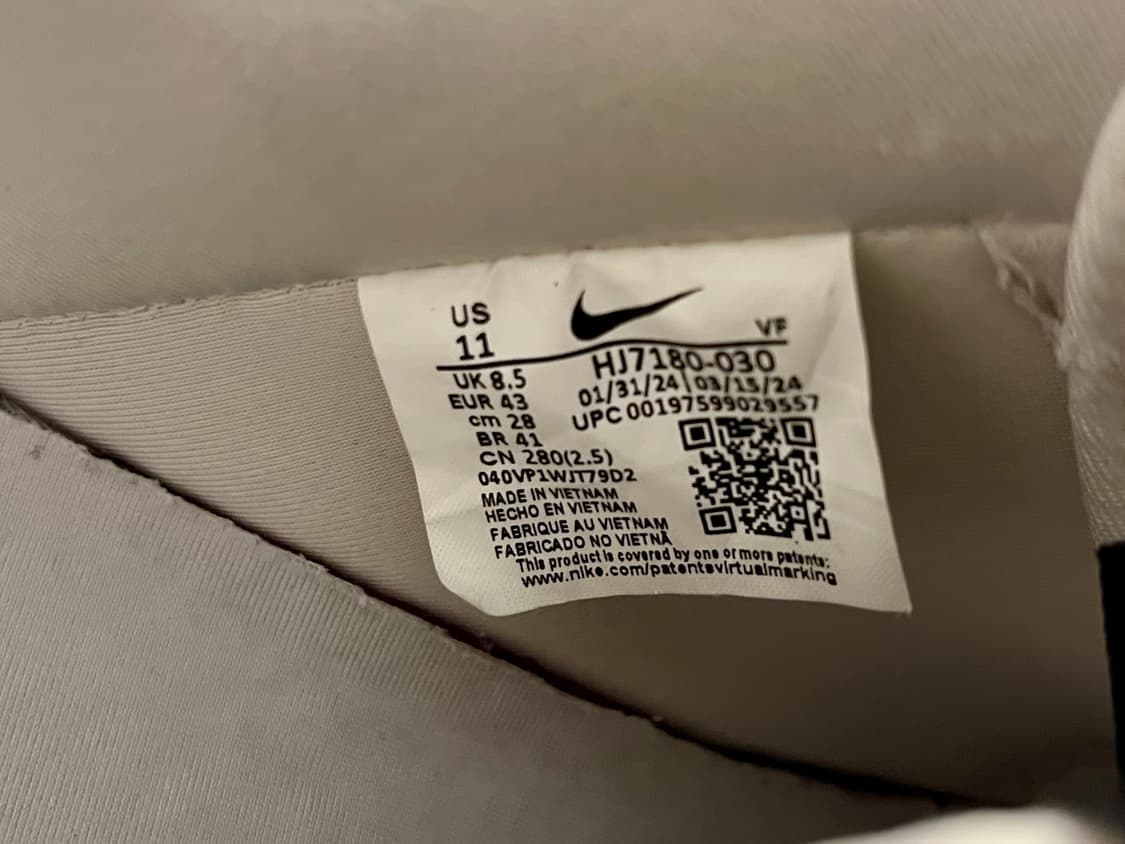 US
11
VF
HJ7180-030
01/31/24|03/15/24
UPC 00197599029557
UK 8.5
EUR 43
cm 28
BR 41
CN 280(2.5)
040VP1WJT79D2
MADE IN VIETNAM
HECHO EN VIETNAM
FABRIQUE AU VIETNAM
FABRICADO NO VIETNÃ
This product is covered by one or more patents:
www.nike.com/patentsvirtualmarking